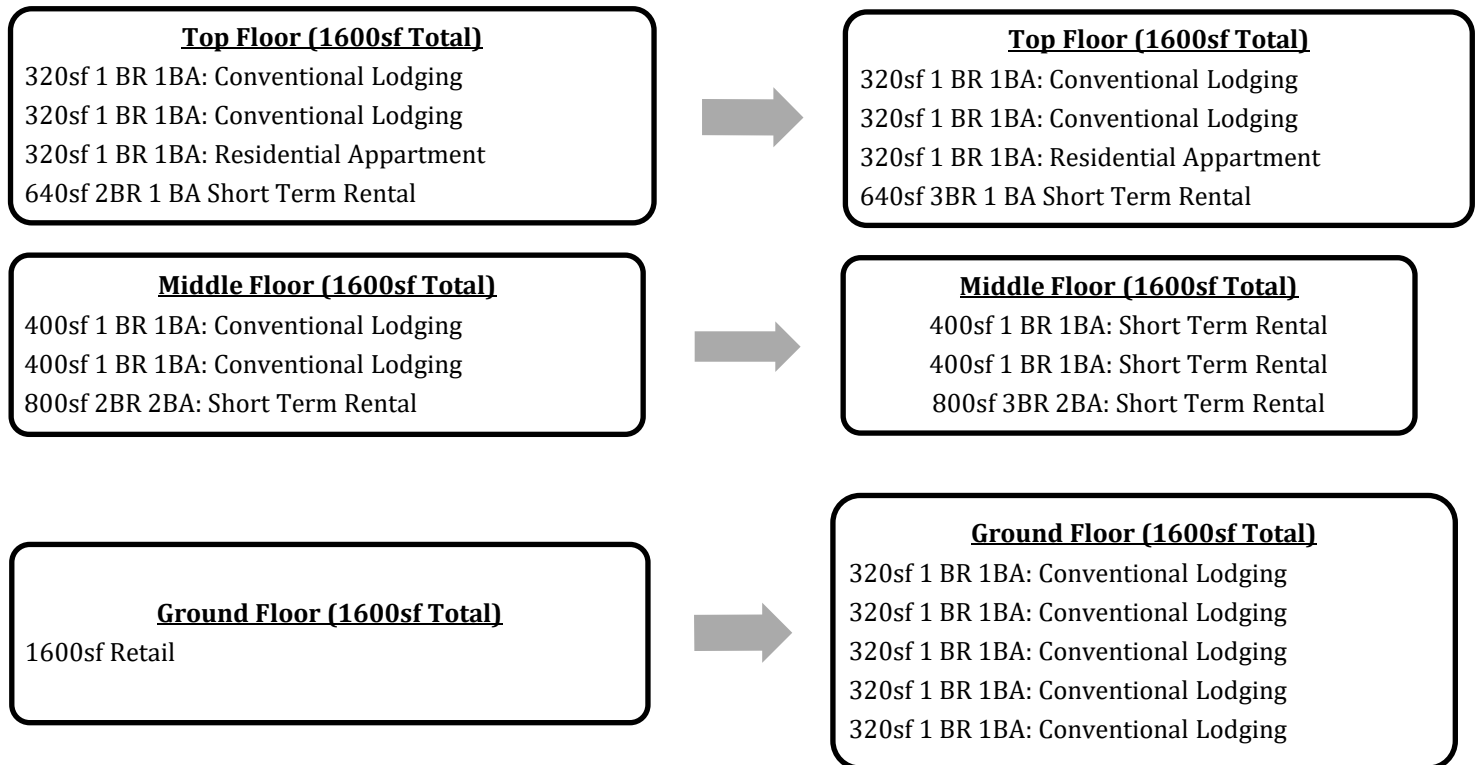 Top Floor (1600sf Total)
320sf 1 BR 1BA: Conventional Lodging
320sf 1 BR 1BA: Conventional Lodging
320sf 1 BR 1BA: Residential Appartment
640sf 2BR 1 BA Short Term Rental
Top Floor (1600sf Total)
320sf 1 BR 1BA: Conventional Lodging
320sf 1 BR 1BA: Conventional Lodging
320sf 1 BR 1BA: Residential Appartment
640sf 3BR 1 BA Short Term Rental
Middle Floor (1600sf Total)
400sf 1 BR 1BA: Conventional Lodging
400sf 1 BR 1BA: Conventional Lodging
800sf 2BR 2BA: Short Term Rental
Middle Floor (1600sf Total)
400sf 1 BR 1BA: Short Term Rental
400sf 1 BR 1BA: Short Term Rental
800sf 3BR 2BA: Short Term Rental
Ground Floor (1600sf Total)
1600sf Retail
Ground Floor (1600sf Total)
320sf 1 BR 1BA: Conventional Lodging
320sf 1 BR 1BA: Conventional Lodging
320sf 1 BR 1BA: Conventional Lodging
320sf 1 BR 1BA: Conventional Lodging
320sf 1 BR 1BA: Conventional Lodging